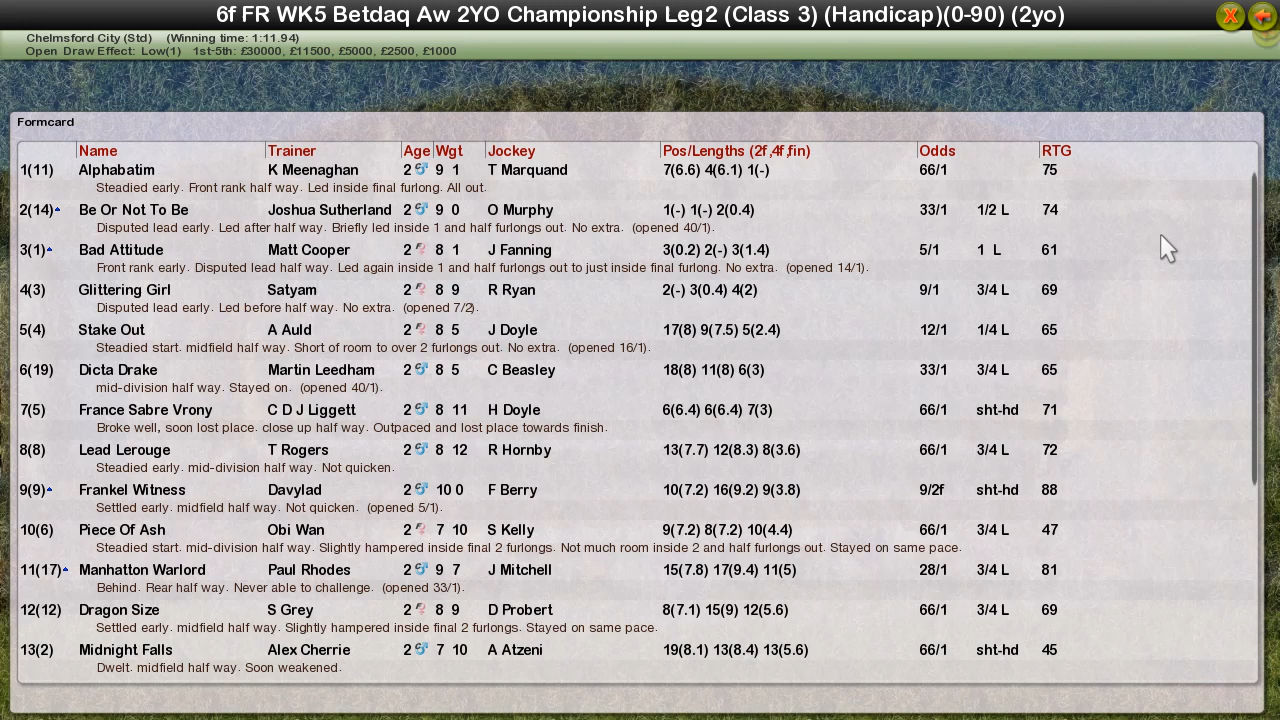 6f FR WK5 Betdaq Aw 2YO Championship Leg2 (Class 3) (Handicap)(0-90) (2yo)
X
Chelmsford City (Std) (Winning time: 1:11.94)
Open Draw Effect: Low(1) 1st-5th: £30000, £11500, £5000, £2500, £1000
Formcard
Name Trainer Age Wgt Jockey Pos/Lengths (2f,4f,fin) Odds RTG
1(11) Alphabatim K Meenaghan 2 9 1 T Marquand 7(6.6) 4(6.1) 1(-) 66/1 75
Steadied early. Front rank half way. Led inside final furlong. All out.
2(14) Be Or Not To Be Joshua Sutherland 2 9 0 O Murphy 1(-) 1(-) 2(0.4) 33/1 1/2 L 74
Disputed lead early. Led after half way. Briefly led inside 1 and half furlongs out. No extra. (opened 40/1).
3(1) Bad Attitude Matt Cooper 2 8 1 J Fanning 3(0.2) 2(-) 3(1.4) 5/1 1 L 61
Front rank early. Disputed lead half way. Led again inside 1 and half furlongs out to just inside final furlong. No extra. (opened 14/1).
4(3) Glittering Girl Satyam 2 8 9 R Ryan 2(-) 3(0.4) 4(2) 9/1 3/4 L 69
Disputed lead early. Led before half way. No extra. (opened 7/2).
5(4) Stake Out A Auld 2 8 5 J Doyle 17(8) 9(7.5) 5(2.4) 12/1 1/4 L 65
Steadied start. midfield half way. Short of room to over 2 furlongs out. No extra. (opened 16/1).
6(19) Dicta Drake Martin Leedham 2 8 5 C Beasley 18(8) 11(8) 6(3) 33/1 3/4 L 65
mid-division half way. Stayed on. (opened 40/1).
7(5) France Sabre Vrony C D J Liggett 2 8 11 H Doyle 6(6.4) 6(6.4) 7(3) 66/1 sht-hd 71
Broke well, soon lost place. close up half way. Outpaced and lost place towards finish.
8(8) Lead Lerouge T Rogers 2 8 12 R Hornby 13(7.7) 12(8.3) 8(3.6) 66/1 3/4 L 72
Steadied early. mid-division half way. Not quicken.
9(9) Frankel Witness Davylad 2 10 0 F Berry 10(7.2) 16(9.2) 9(3.8) 9/2f sht-hd 88
Settled early. midfield half way. Not quicken. (opened 5/1).
10(6) Piece Of Ash Obi Wan 2 7 10 S Kelly 9(7.2) 8(7.2) 10(4.4) 66/1 3/4 L 47
Steadied start. mid-division half way. Slightly hampered inside final 2 furlongs. Not much room inside 2 and half furlongs out. Stayed on same pace.
11(17) Manhatton Warlord Paul Rhodes 2 9 7 J Mitchell 15(7.8) 17(9.4) 11(5) 28/1 3/4 L 81
Behind. Rear half way. Never able to challenge. (opened 33/1).
12(12) Dragon Size S Grey 2 8 9 D Probert 8(7.1) 15(9) 12(5.6) 66/1 3/4 L 69
Settled early. midfield half way. Slightly hampered inside final 2 furlongs. Stayed on same pace.
13(2) Midnight Falls Alex Cherrie 2 7 10 A Atzeni 19(8.1) 13(8.4) 13(5.6) 66/1 sht-hd 45
Dwelt. midfield half way. Soon weakened.